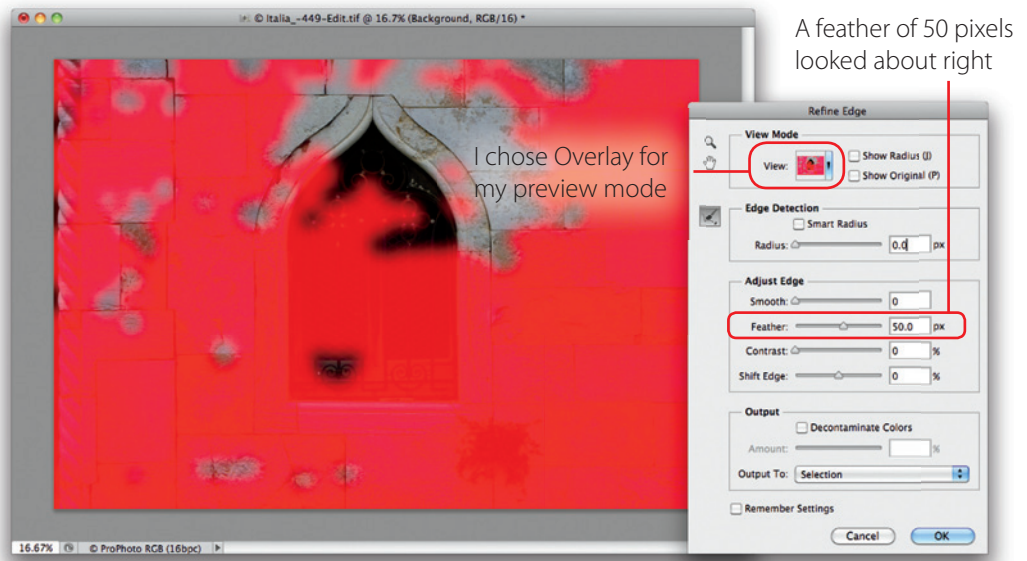 © Italia_-449-Edit.tif @ 16.7% (Background, RGB/16) *
A feather of 50 pixels
looked about right
I chose Overlay for
my preview mode
Refine Edge
View Mode
View:
Show Radius (J)
Show Original (P)
Edge Detection
Smart Radius
Radius: 0.0 px
Adjust Edge
Smooth: 0
Feather: 50.0 px
Contrast: 0 %
Shift Edge: 0 %
Output
Decontaminate Colors
Amount: %
Output To: Selection
Remember Settings
Cancel OK
16.67% © ProPhoto RGB (16bpc)